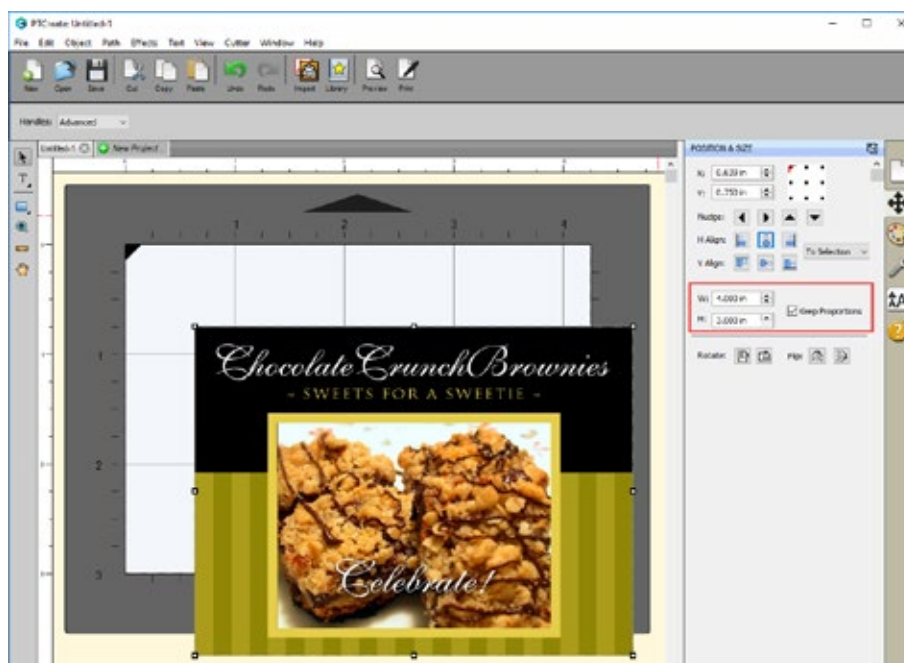 PTCreate Untitled-1
File Edit Object Path Effects Text View Cutter Window Help
New Open Save Cut Copy Paste Undo Redo Import Library Preview Print
Handles: Advanced
Untitled-1 New Project
POSITION & SIZE
X: 0.633 in
Y: 0.750 in
Nudge:
H Align:
To Selection
V Align:
W: 4.000 in
Keep Proportions
H: 3.000 in
Rotate: Flip:
1 2 3 4
1
2
3
Chocolate Crunch Brownies
~ SWEETS FOR A SWEETIE ~
Celebrate!